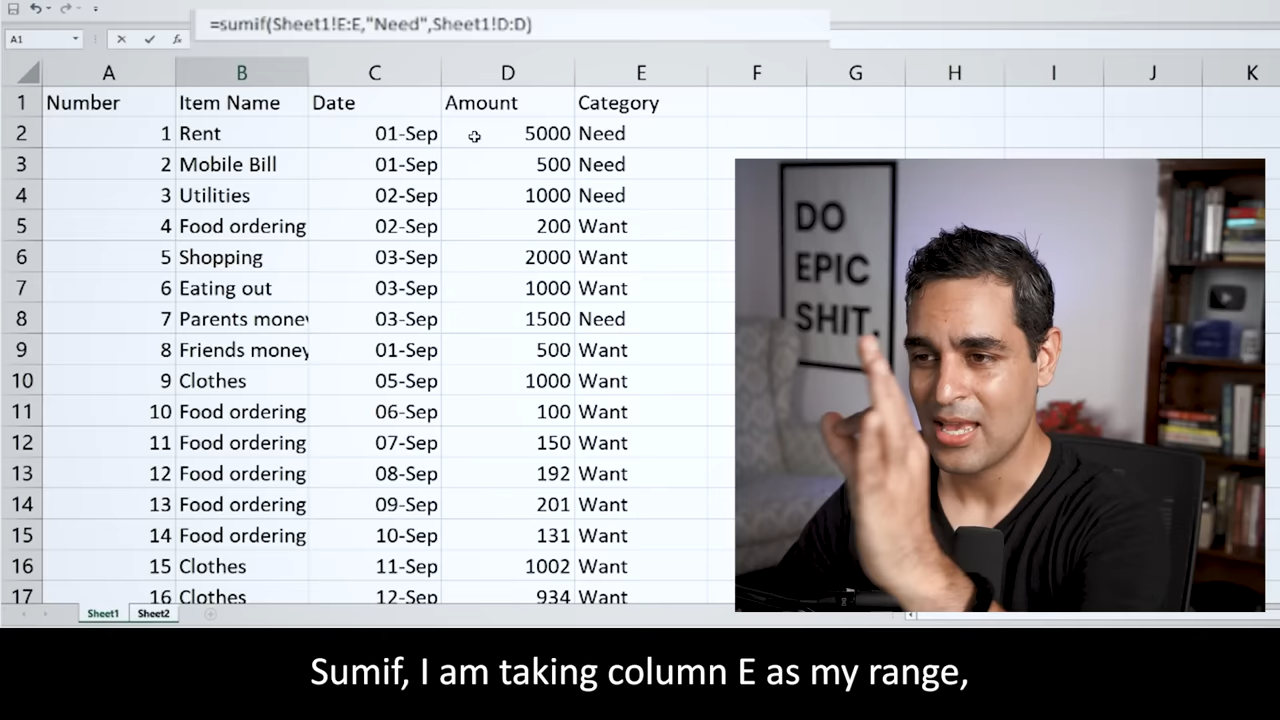 =sumif(Sheet1!E:E,"Need",Sheet1!D:D)
A1 fx
A B C D E F G H I J K
1 Number Item Name Date Amount Category
2 1 Rent 01-Sep 5000 Need
3 2 Mobile Bill 01-Sep 500 Need
4 3 Utilities 02-Sep 1000 Need
5 4 Food ordering 02-Sep 200 Want
6 5 Shopping 03-Sep 2000 Want
7 6 Eating out 03-Sep 1000 Want
8 7 Parents money 03-Sep 1500 Need
9 8 Friends money 01-Sep 500 Want
10 9 Clothes 05-Sep 1000 Want
11 10 Food ordering 06-Sep 100 Want
12 11 Food ordering 07-Sep 150 Want
13 12 Food ordering 08-Sep 192 Want
14 13 Food ordering 09-Sep 201 Want
15 14 Food ordering 10-Sep 131 Want
16 15 Clothes 11-Sep 1002 Want
17 16 Clothes 12-Sep 934 Want
DO
EPIC
SHIT.
Sheet1 Sheet2
Sumif, I am taking column E as my range,